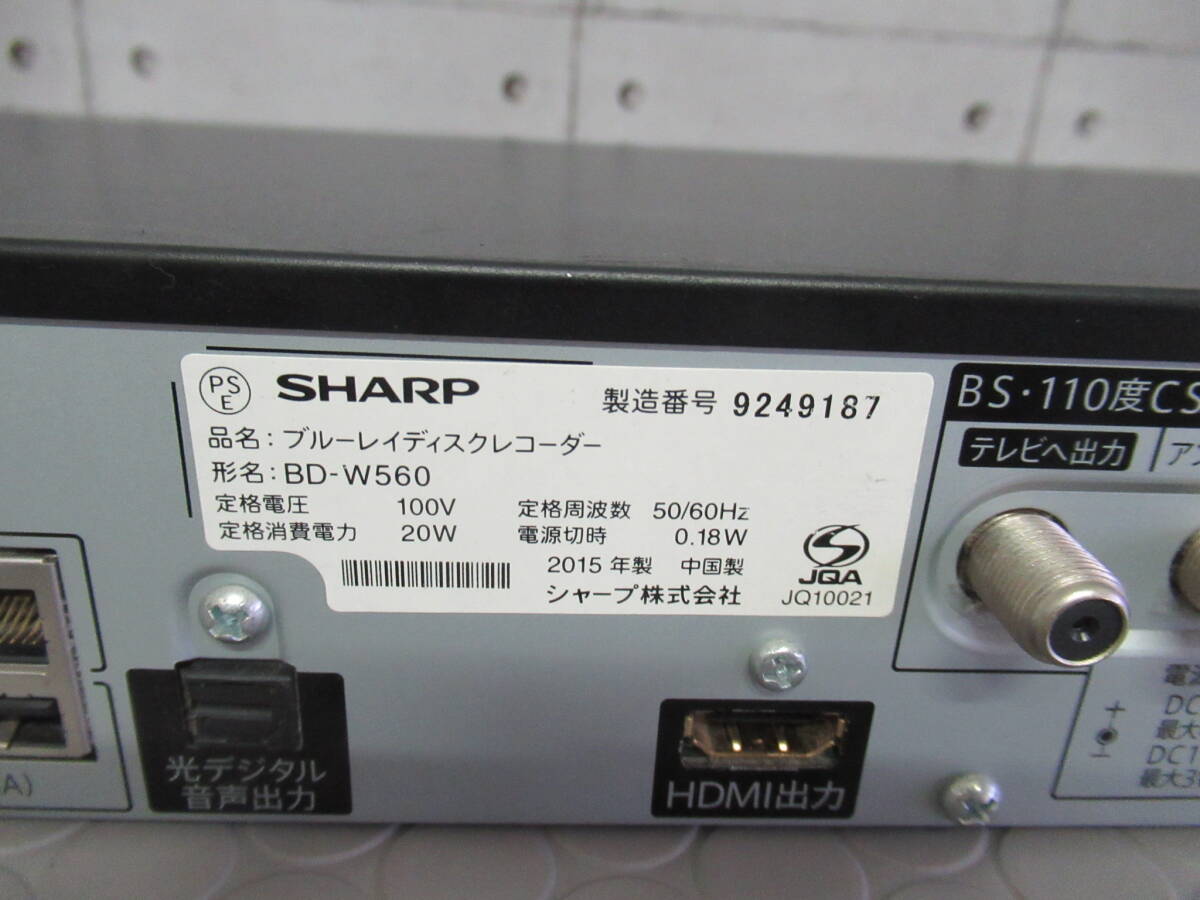 PS
E
SHARP
製造番号 9249187
品名：ブルーレイディスクレコーダー
形名：BD-W560
定格電圧 100V 定格周波数 50/60Hz
定格消費電力 20W 電源切時 0.18W
2015 年製 中国製
シャープ株式会社
JQA
JQ10021
BS・110度CS
テレビへ出力
光デジタル
音声出力
HDMI出力
A)
+
DC
最大
−
DC1